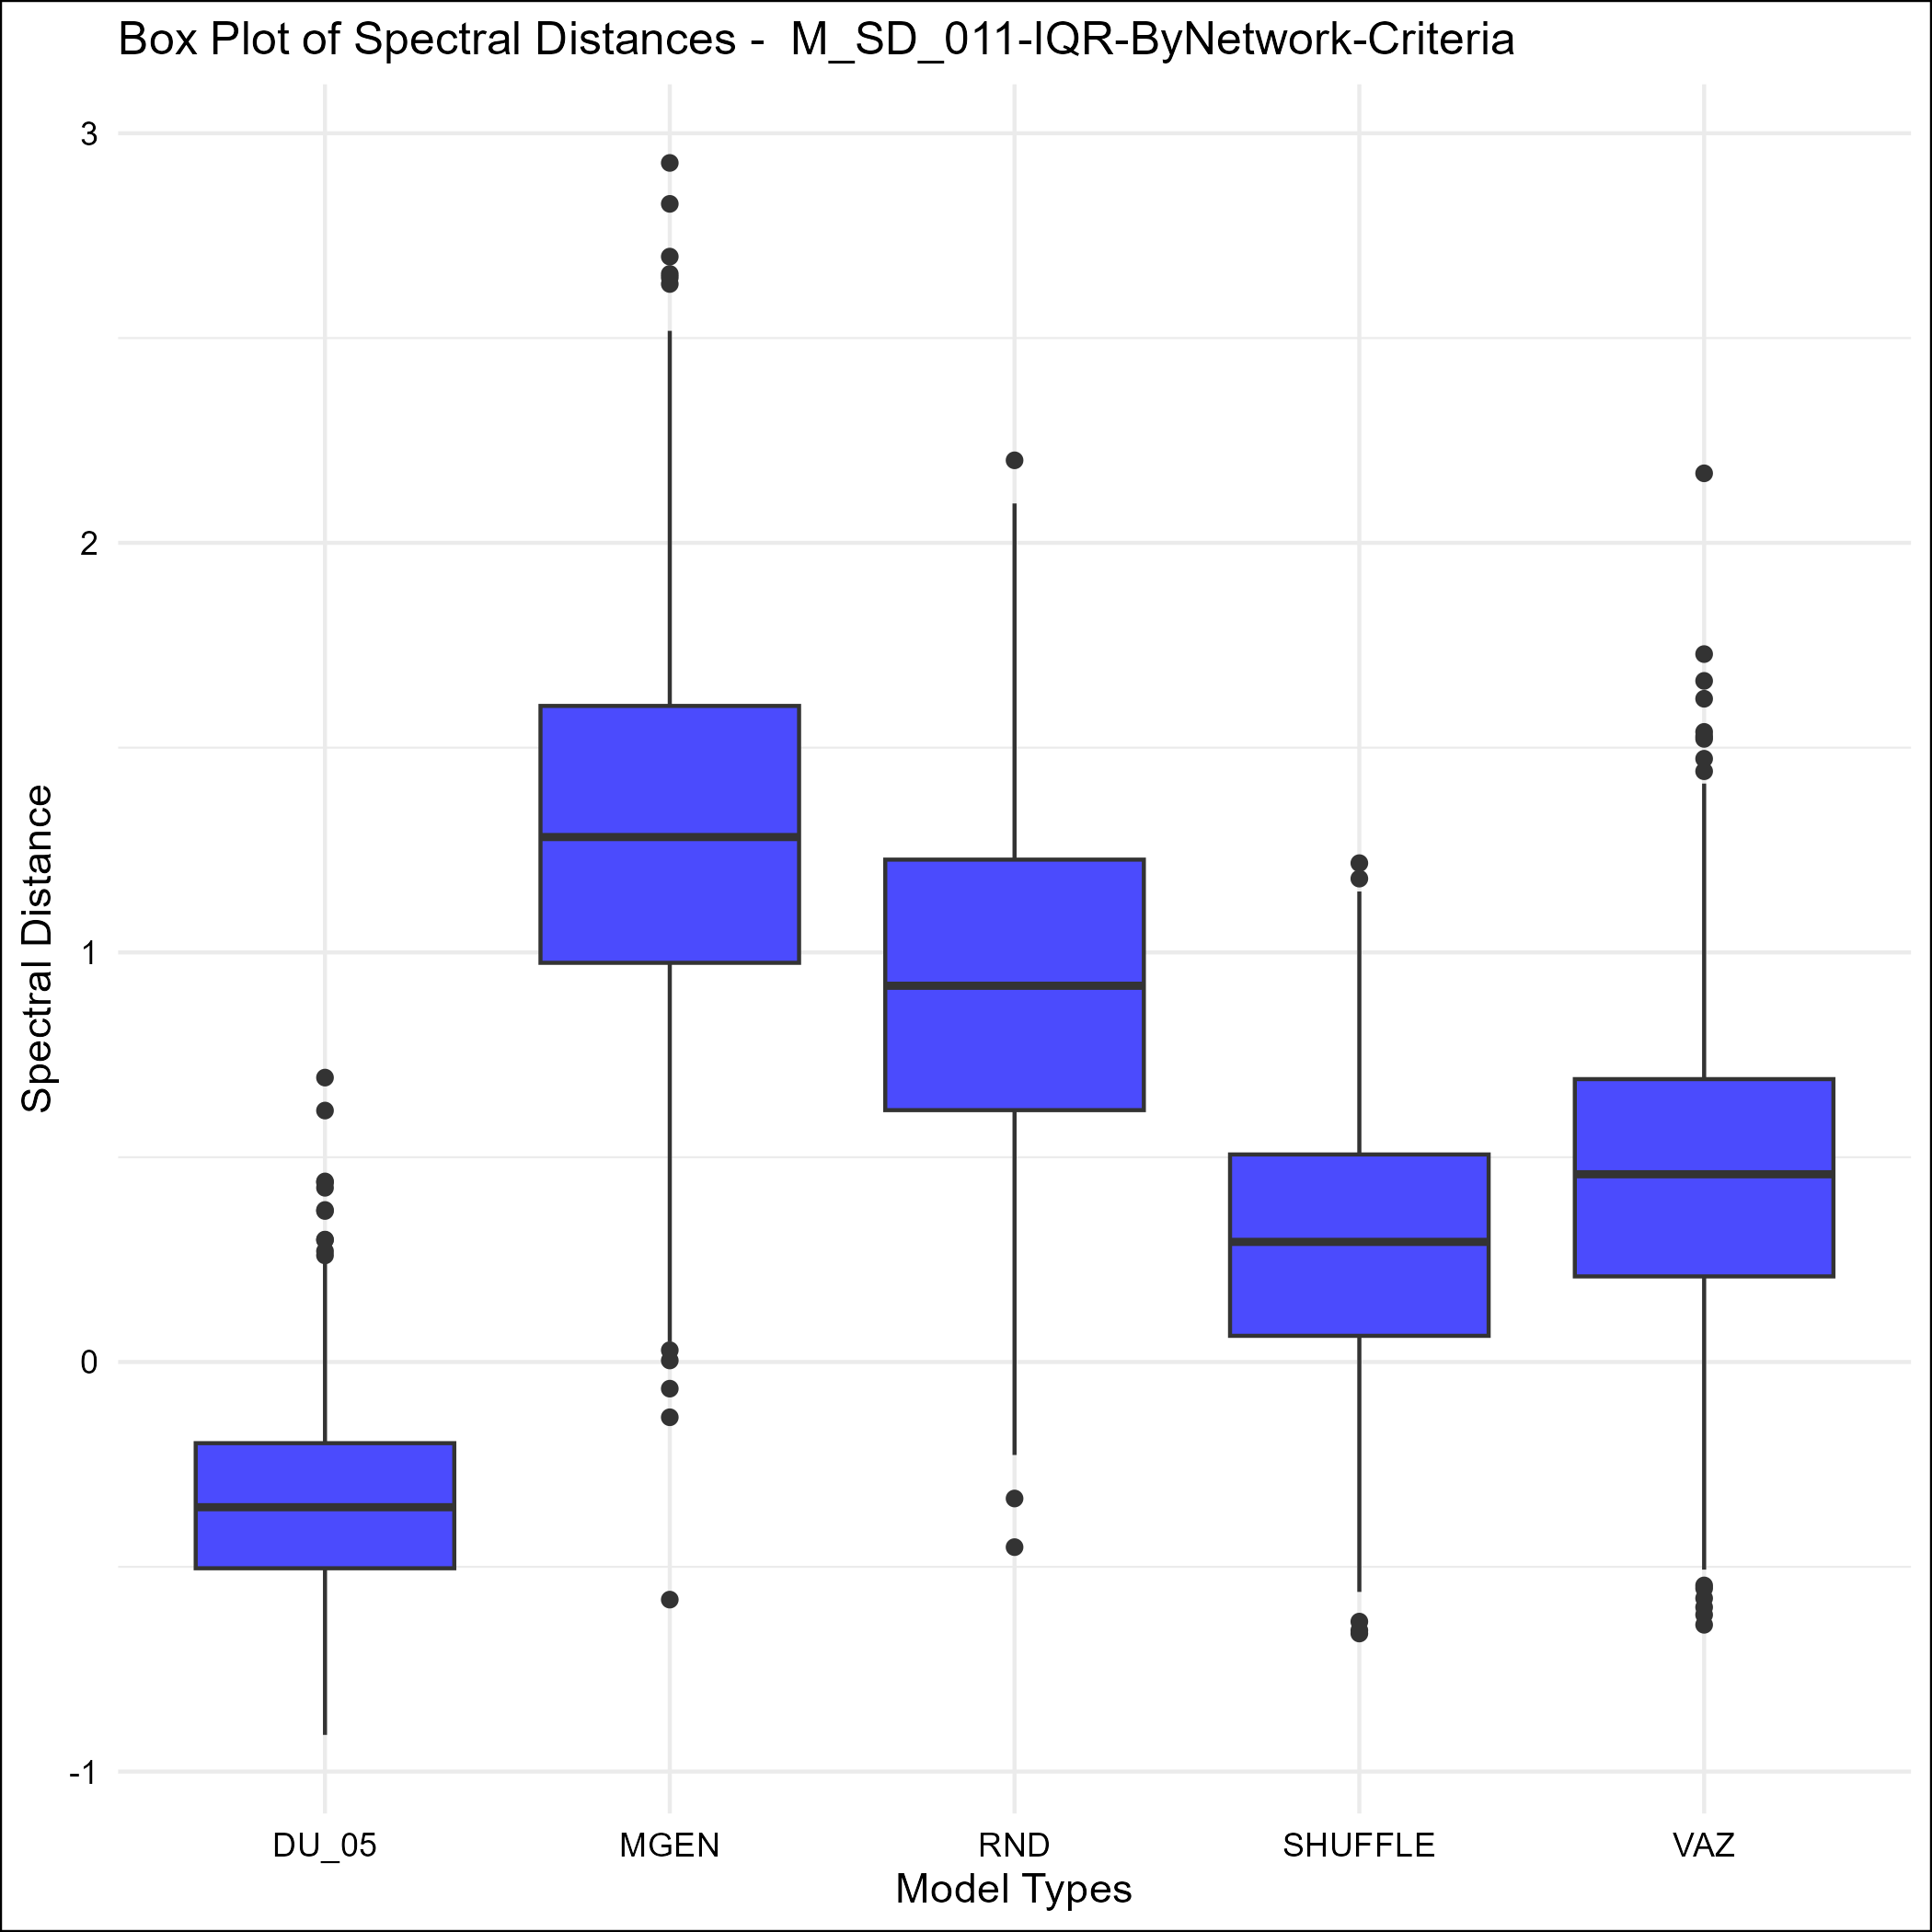 Box Plot of Spectral Distances -  M_SD_011-IQR-ByNetwork-Criteria
3
2
1
0
-1
Spectral Distance
DU_05 MGEN RND SHUFFLE VAZ
Model Types